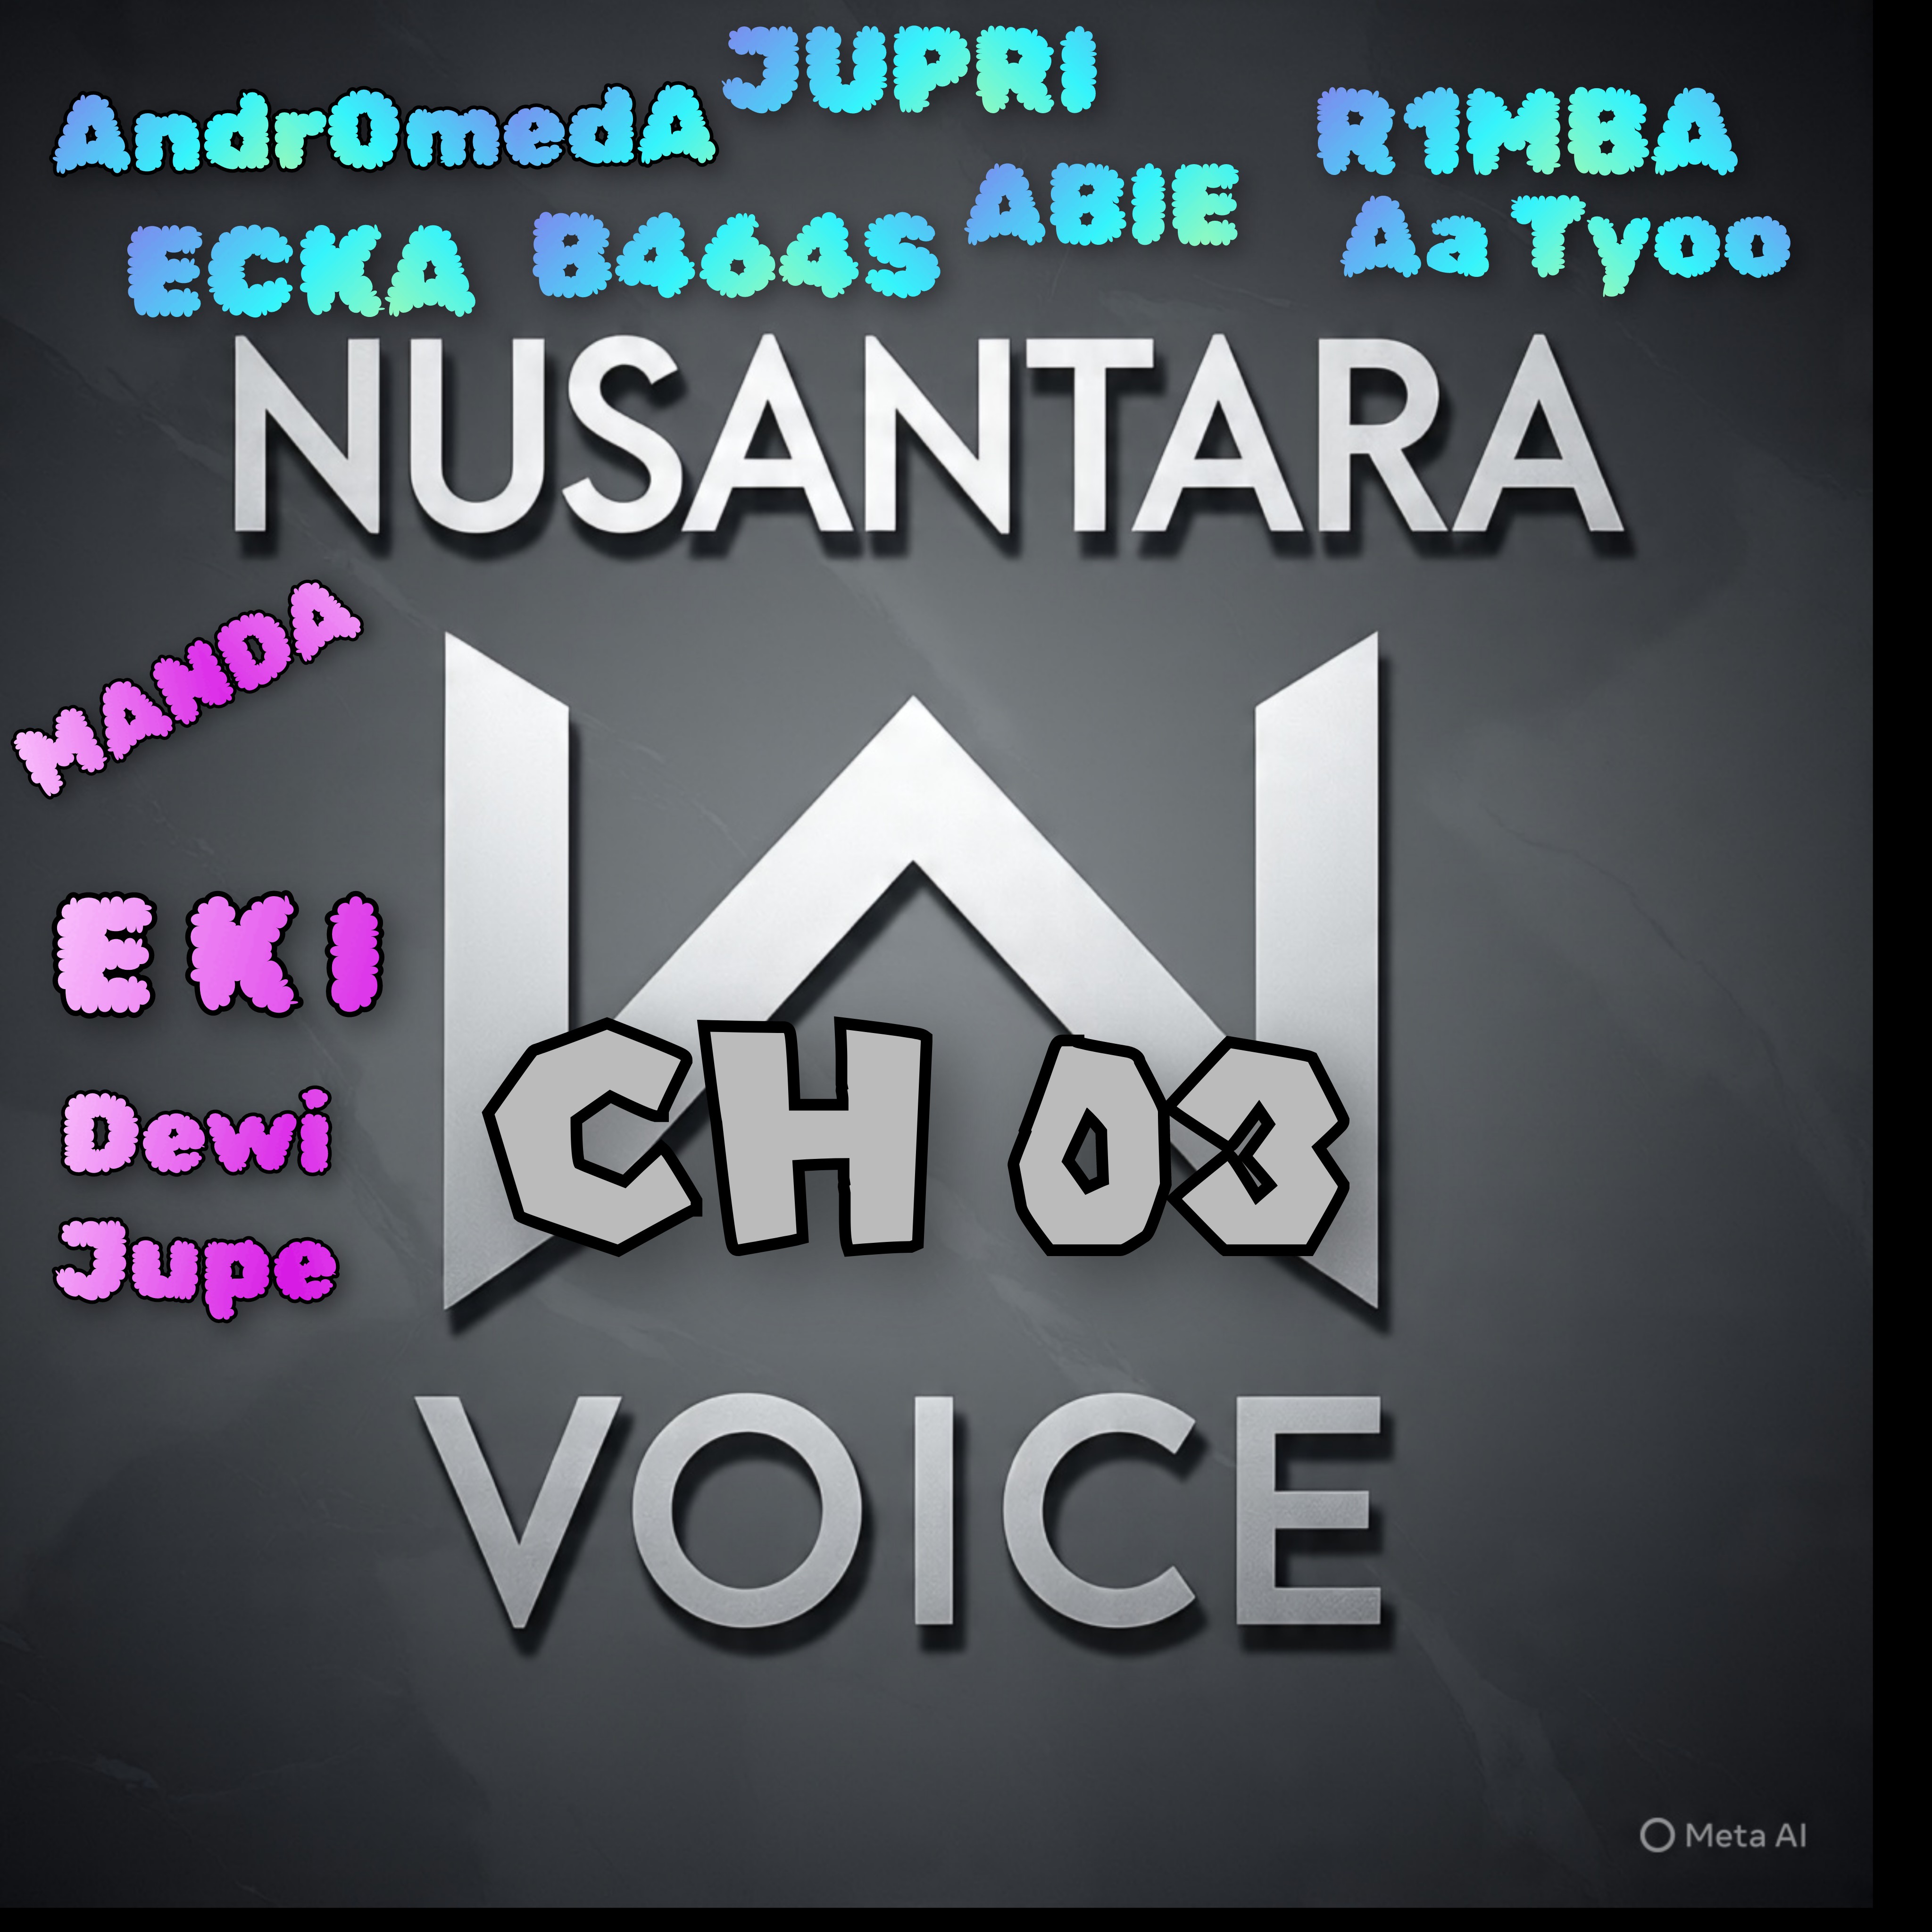 JUPRI
AndrOmedA
R1MBA
ABIE
Aa Tyoo
ECKA
B464S
NUSANTARA
MANDA
EKI
CH 03
Dewi
Jupe
VOICE
Meta AI